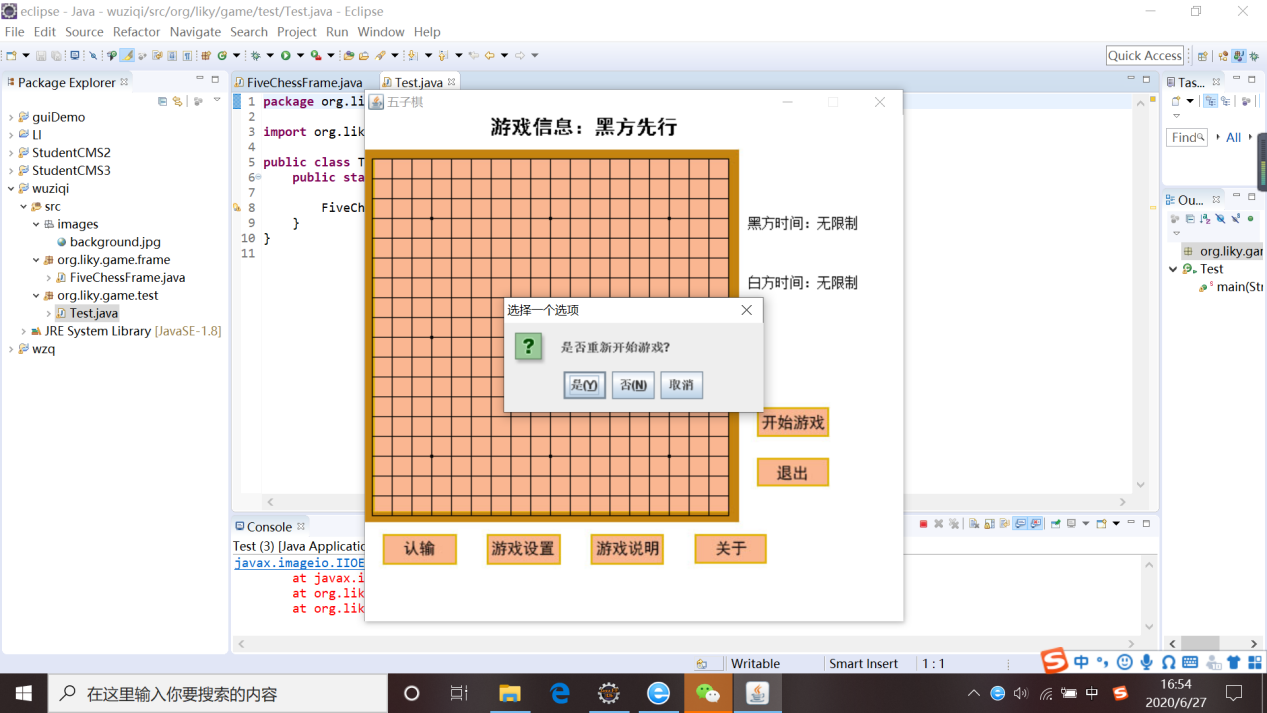 eclipse - Java - wuziqi/src/org/liky/game/test/Test.java - Eclipse
File Edit Source Refactor Navigate Search Project Run Window Help
Quick Access
Package Explorer
guiDemo
LI
StudentCMS2
StudentCMS3
wuziqi
src
images
background.jpg
org.liky.game.frame
FiveChessFrame.java
org.liky.game.test
Test.java
JRE System Library [JavaSE-1.8]
wzq
FiveChessFrame.java Test.java
1 package org.li
2
3 import org.lik
4
5 public class T
6 public sta
7
8 FiveCh
9 }
10 }
11
五子棋
游戏信息：黑方先行
黑方时间：无限制
白方时间：无限制
选择一个选项
?
是否重新开始游戏?
是(Y) 否(N) 取消
开始游戏
退出
认输 游戏设置 游戏说明 关于
Tas...
Find All
Ou...
org.liky.gar
Test
main(Str
Console
Test (3) [Java Applicatio
javax.imageio.IIOE
at javax.i
at org.lik
at org.lik
Writable Smart Insert 1 : 1
S 中
在这里输入你要搜索的内容
中 S
16:54
2020/6/27